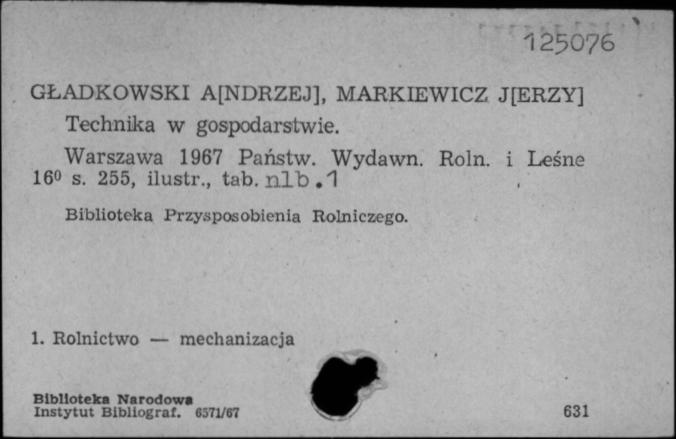 125076
GŁADKOWSKI A[NDRZEJ], MARKIEWICZ J[ERZY]
Technika w gospodarstwie.
Warszawa 1967 Państw. Wydawn. Roln. i Leśne
16⁰ s. 255, ilustr., tab. nlb.1
Biblioteka Przysposobienia Rolniczego.
1. Rolnictwo — mechanizacja
Biblioteka Narodowa
Instytut Bibliograf. 6571/67
631